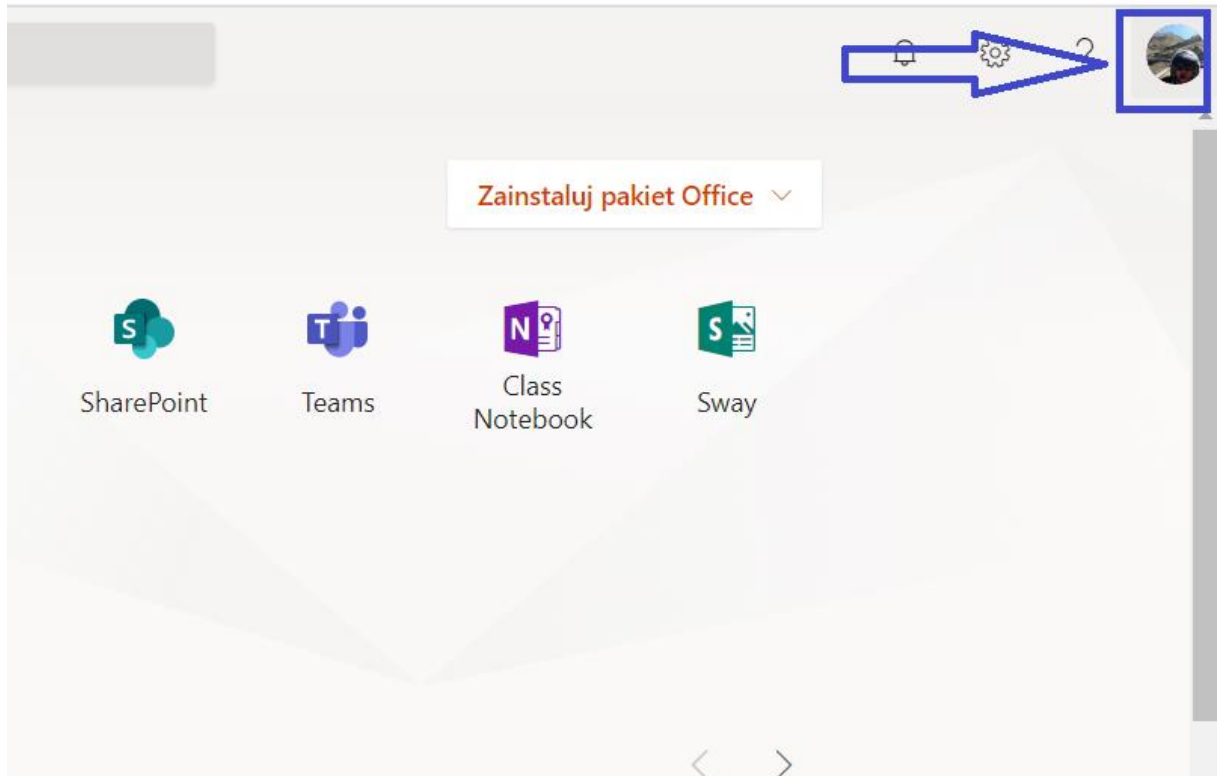 Zainstaluj pakiet Office
SharePoint
Teams
Class
Notebook
Sway